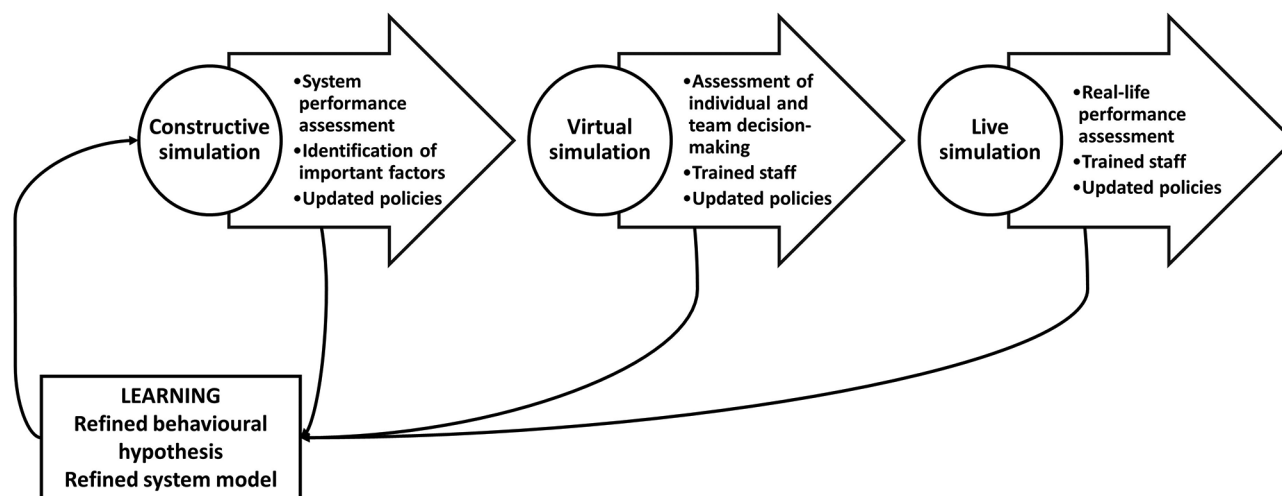 Constructive
simulation
•System
performance
assessment
•Identification of
important factors
•Updated policies
Virtual
simulation
•Assessment of
individual and
team decision-
making
•Trained staff
•Updated policies
Live
simulation
•Real-life
performance
assessment
•Trained staff
•Updated policies
LEARNING
Refined behavioural
hypothesis
Refined system model